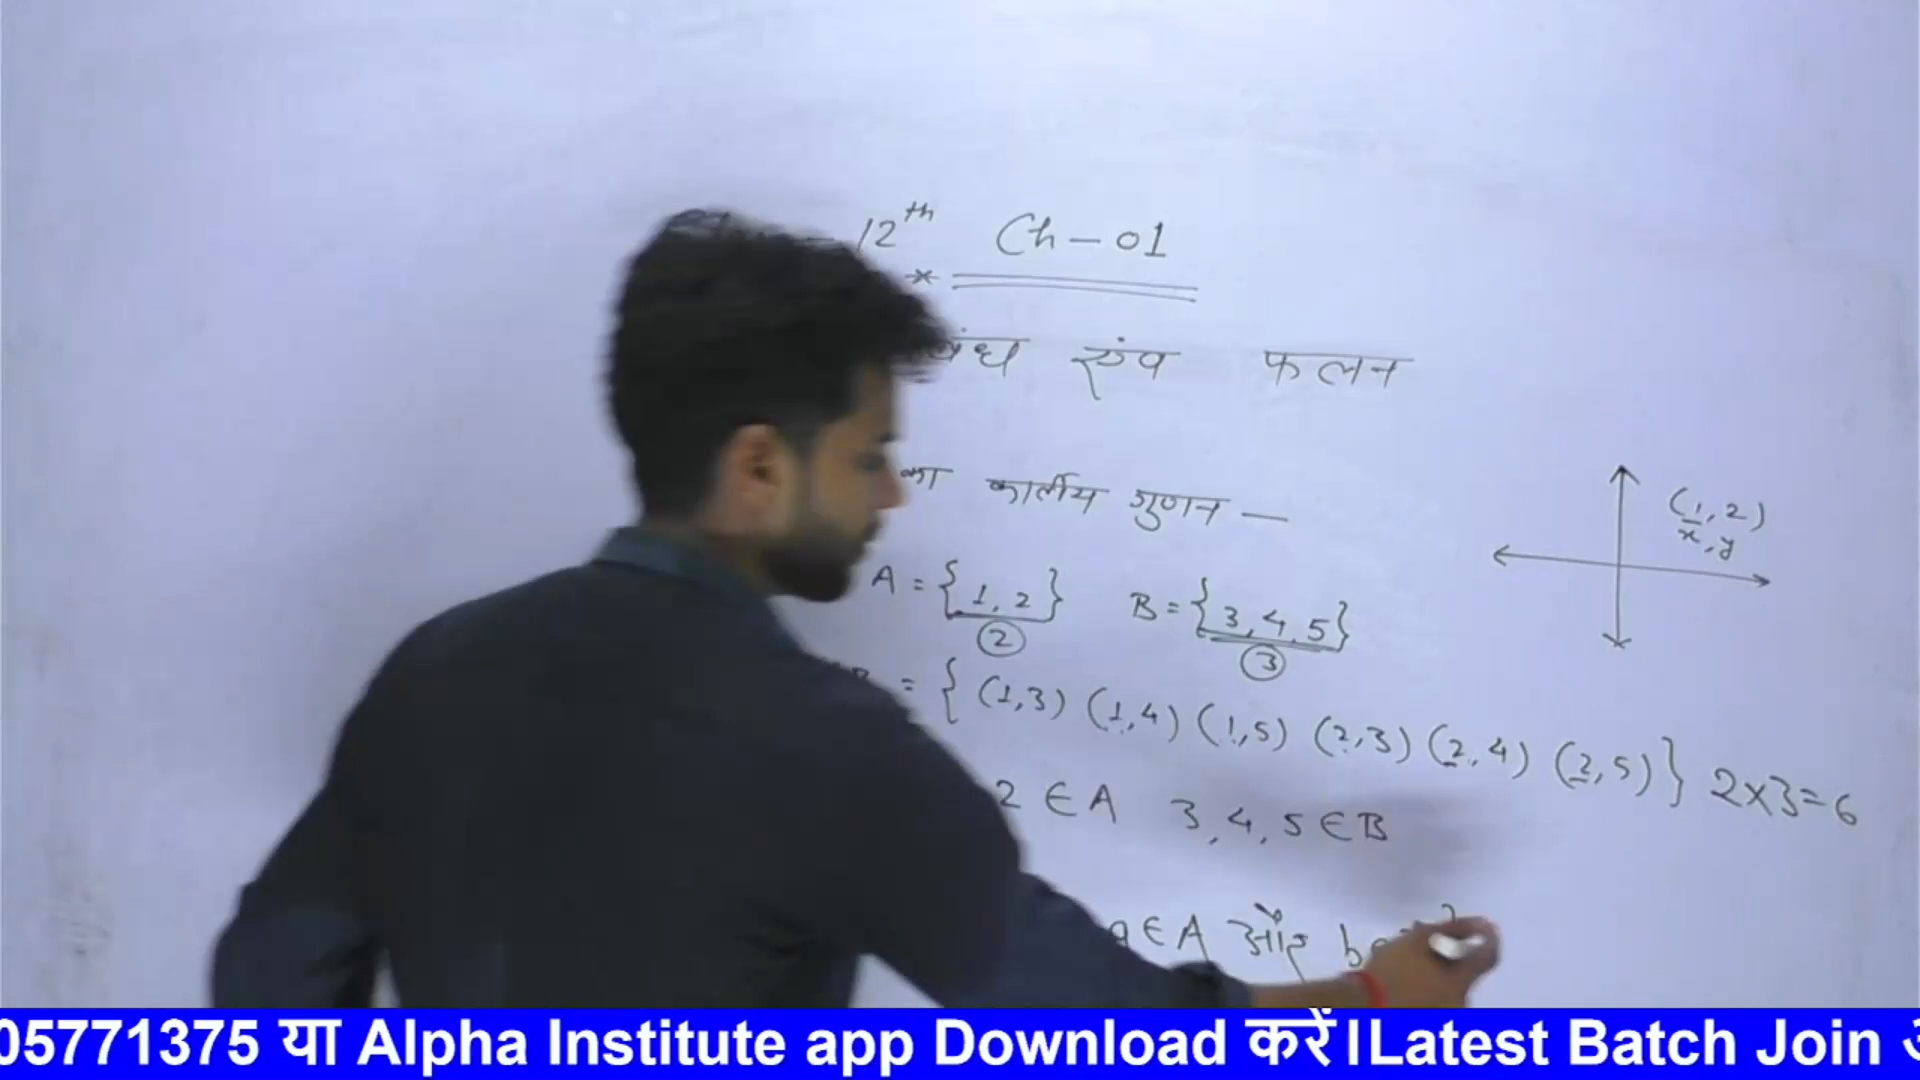 12th Ch - 01
एंव फलन
का कार्तीय गुणन —
(1, 2)
x, y
A = {1, 2} B = {3, 4, 5}
2 3
= { (1,3) (1,4) (1,5) (2,3) (2,4) (2,5)} 2×3=6
2 ∈ A 3, 4, 5 ∈ B
a ∈ A और b
05771375 या Alpha Institute app Download करें।Latest Batch Join